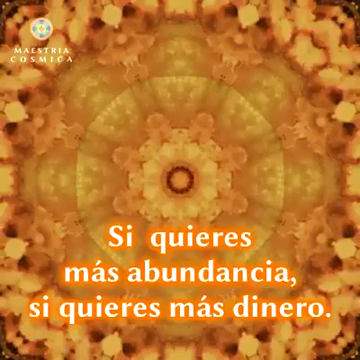 MAESTRIA
COSMICA
Si quieres
más abundancia,
si quieres más dinero.